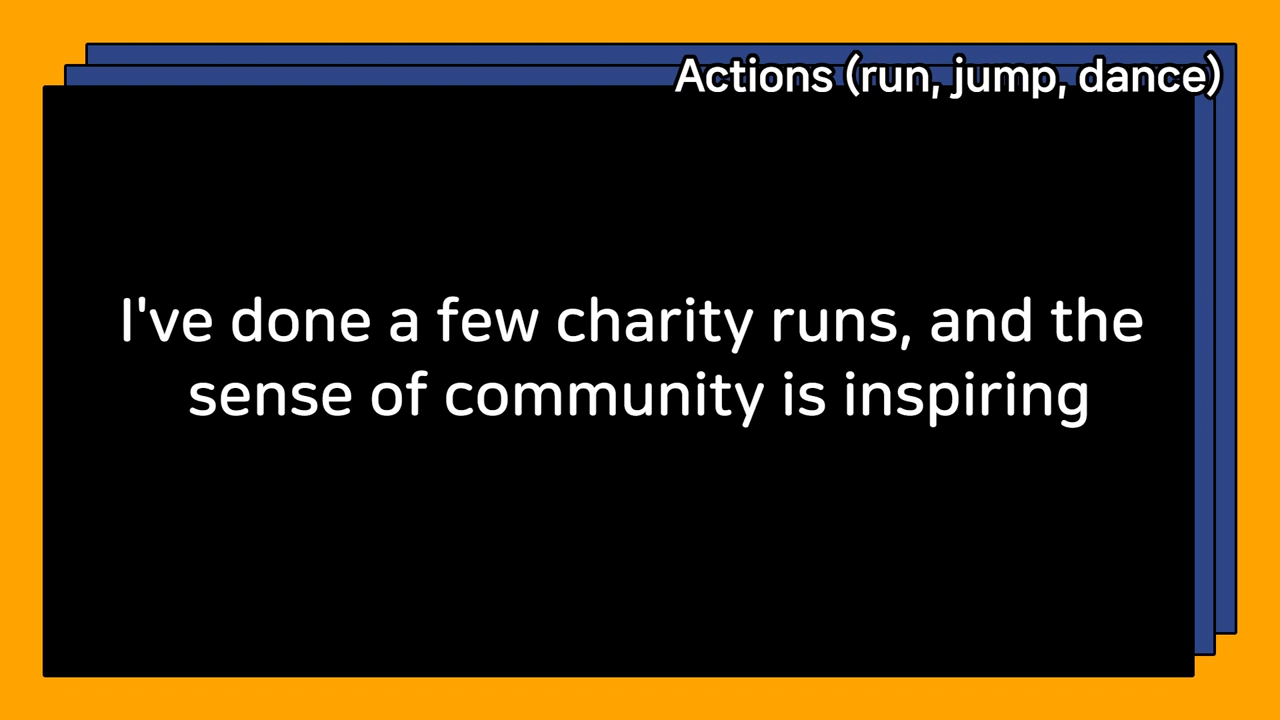 Actions (run, jump, dance)
I've done a few charity runs, and the
sense of community is inspiring